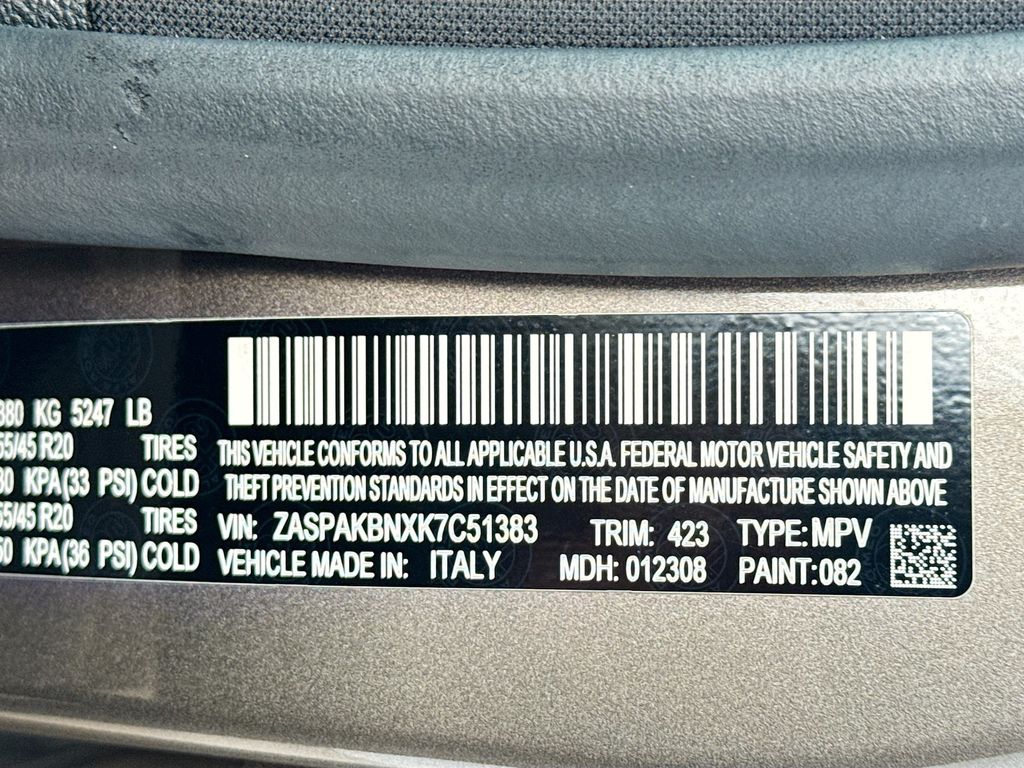 380 KG 5247 LB
55/45 R20 TIRES
30 KPA(33 PSI) COLD
55/45 R20 TIRES
50 KPA(36 PSI) COLD
THIS VEHICLE CONFORMS TO ALL APPLICABLE U.S.A. FEDERAL MOTOR VEHICLE SAFETY AND
THEFT PREVENTION STANDARDS IN EFFECT ON THE DATE OF MANUFACTURE SHOWN ABOVE
VIN: ZASPAKBNXK7C51383 TRIM: 423 TYPE: MPV
VEHICLE MADE IN: ITALY MDH: 012308 PAINT: 082